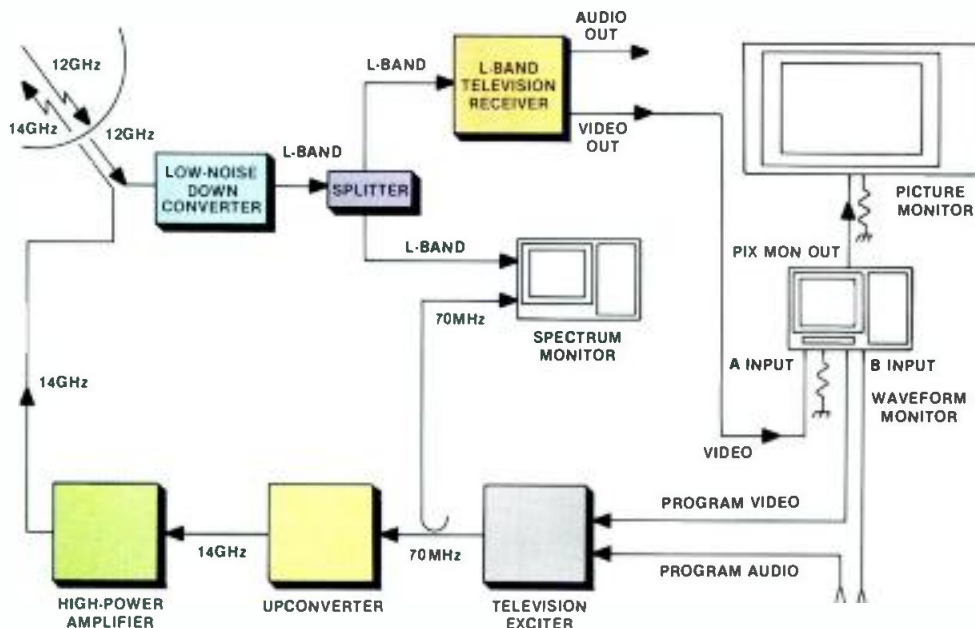 AUDIO
OUT
12GHz
L-BAND
L-BAND
TELEVISION
RECEIVER
14GHz
12GHz
VIDEO
OUT
L-BAND
LOW-NOISE
DOWN
CONVERTER
SPLITTER
PICTURE
MONITOR
L-BAND
PIX MON OUT
70MHz
SPECTRUM
MONITOR
A INPUT
B INPUT
14GHz
WAVEFORM
MONITOR
VIDEO
PROGRAM VIDEO
14GHz
70MHz
PROGRAM AUDIO
HIGH-POWER
AMPLIFIER
UPCONVERTER
TELEVISION
EXCITER